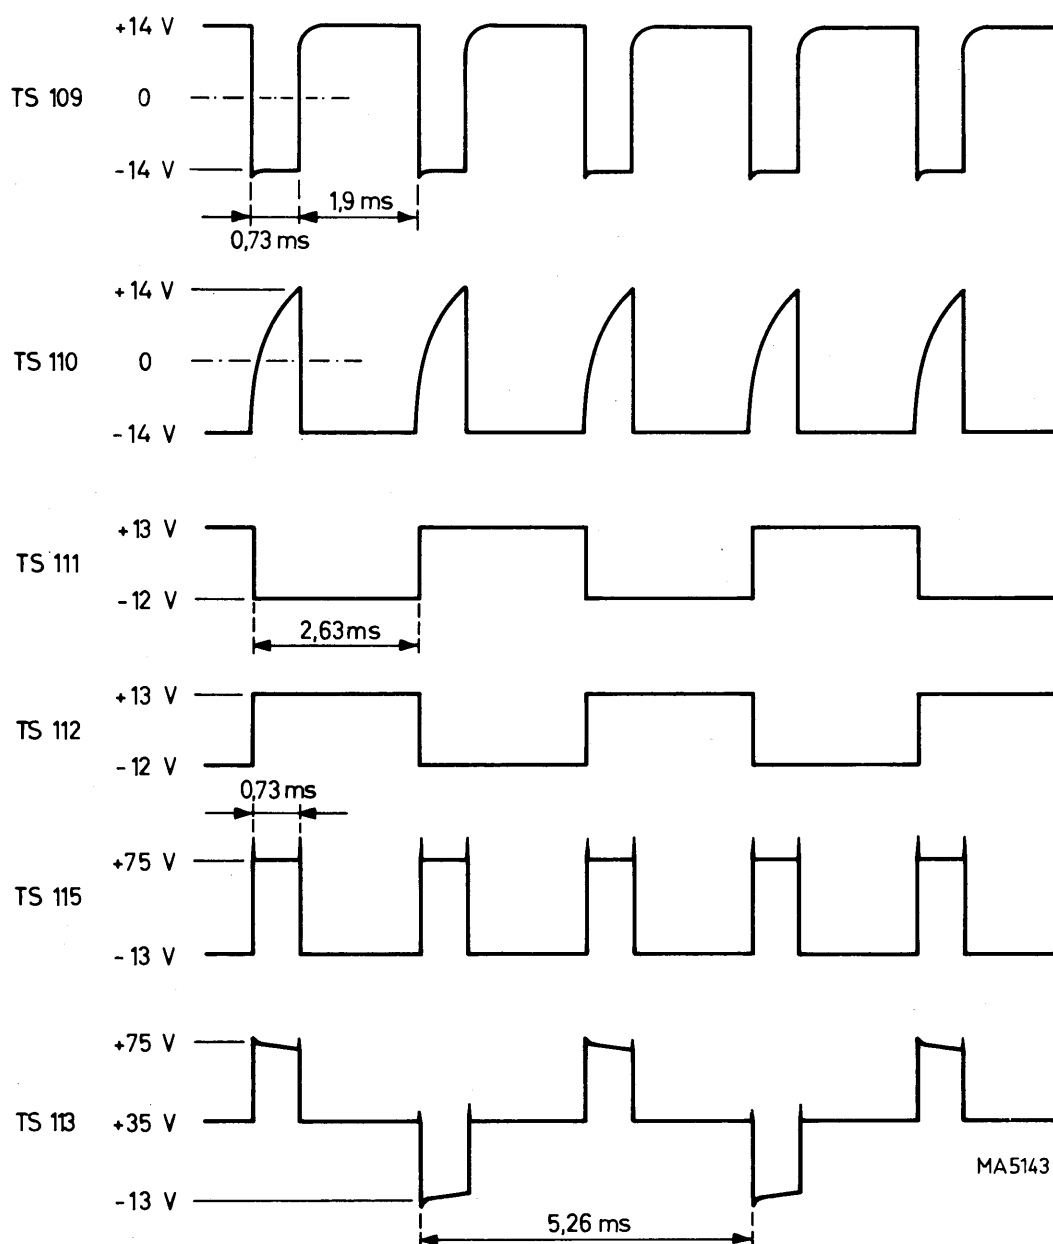 +14 V
TS 109 0
-14 V
1,9 ms
0,73 ms
+14 V
TS 110 0
-14 V
+13 V
TS 111
-12 V
2,63ms
+13 V
TS 112
-12 V
0,73 ms
+75 V
TS 115
-13 V
+75 V
TS 113 +35 V
MA5143
-13 V
5,26 ms